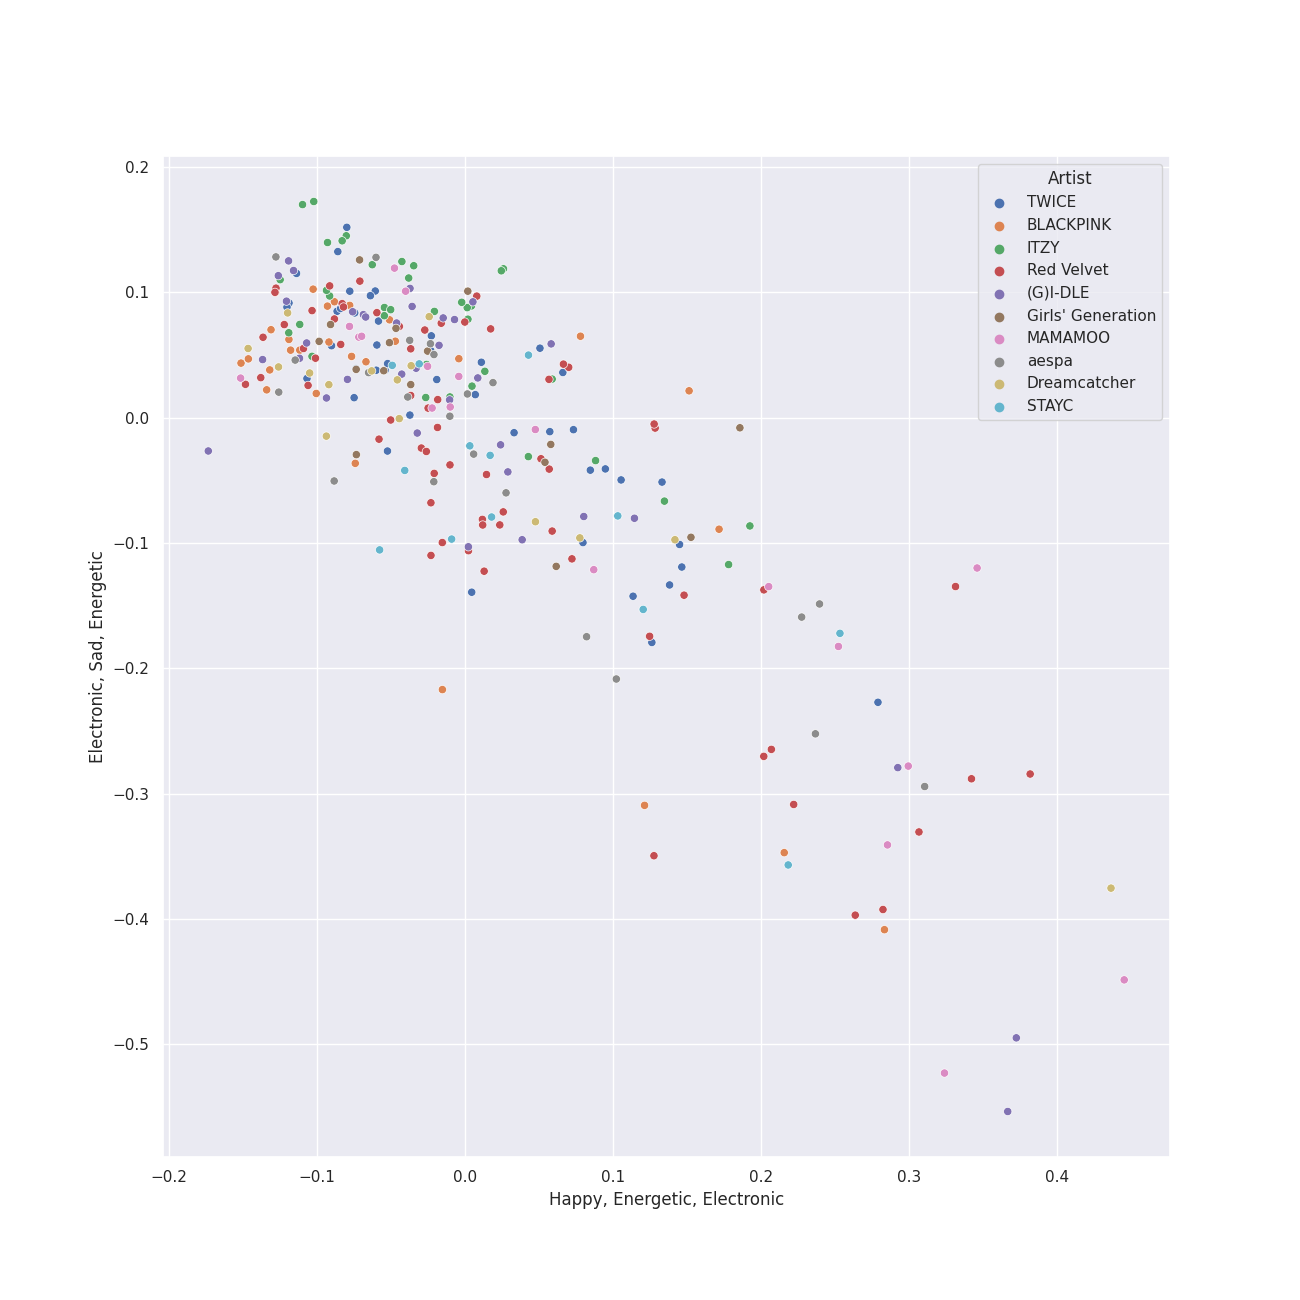 Artist
TWICE
BLACKPINK
ITZY
Red Velvet
(G)I-DLE
Girls' Generation
MAMAMOO
aespa
Dreamcatcher
STAYC
0.2
0.1
0.0
−0.1
−0.2
−0.3
−0.4
−0.5
Electronic, Sad, Energetic
−0.2 −0.1 0.0 0.1 0.2 0.3 0.4
Happy, Energetic, Electronic